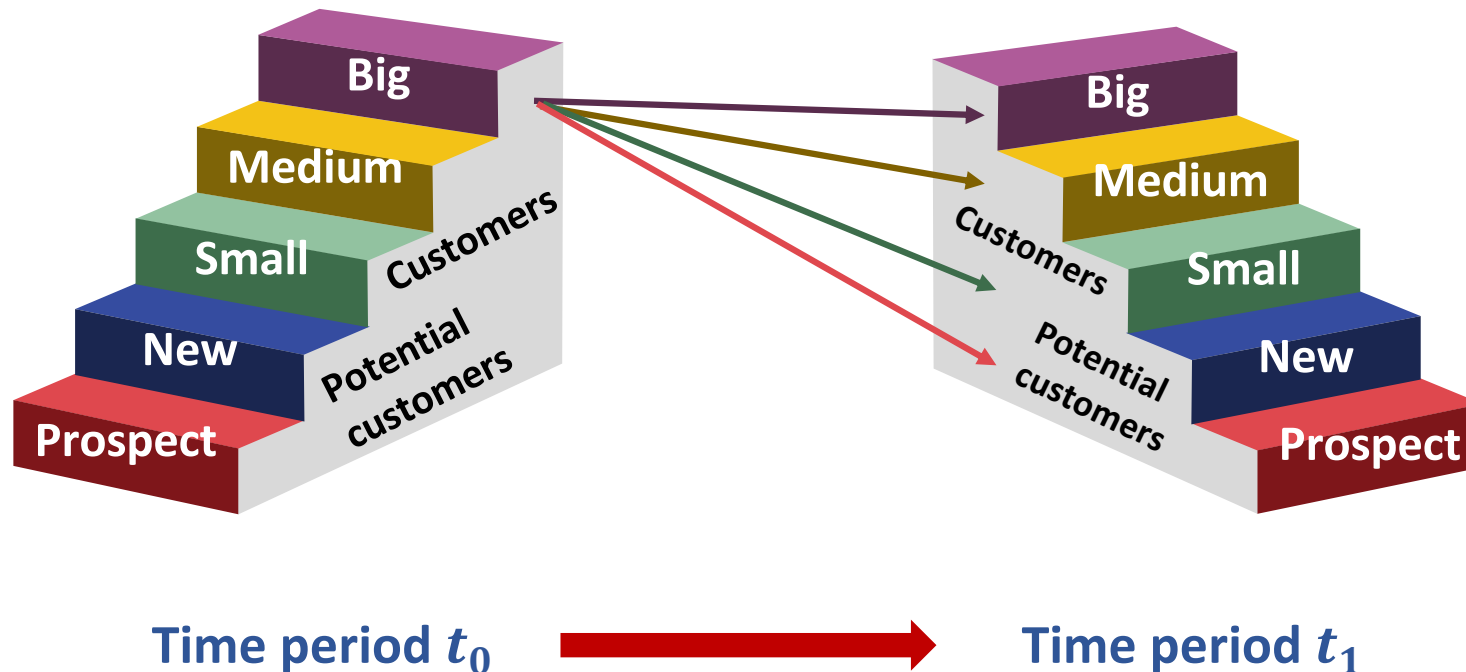 Big
Medium
Small
New
Prospect
Customers
Potential
customers
Big
Medium
Small
New
Prospect
Customers
Potential
customers
Time period t₀
Time period t₁